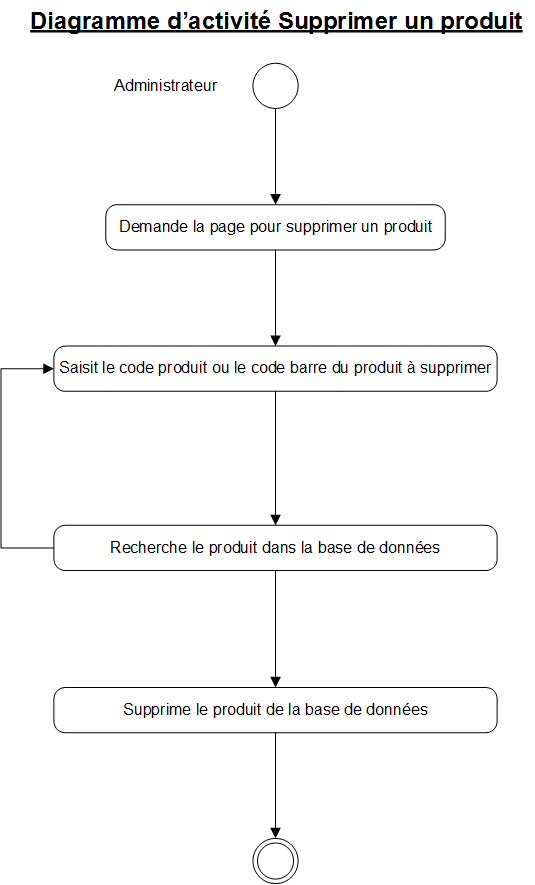 Diagramme d’activité Supprimer un produit
Administrateur
Demande la page pour supprimer un produit
Saisit le code produit ou le code barre du produit à supprimer
Recherche le produit dans la base de données
Supprime le produit de la base de données